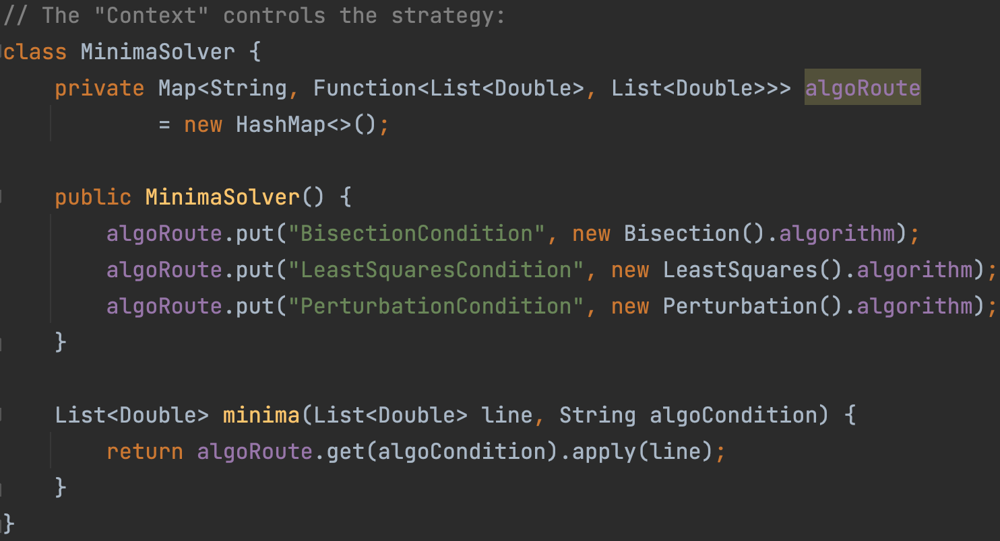 // The "Context" controls the strategy:
class MinimaSolver {
    private Map<String, Function<List<Double>, List<Double>>> algoRoute
            = new HashMap<>();

    public MinimaSolver() {
        algoRoute.put("BisectionCondition", new Bisection().algorithm);
        algoRoute.put("LeastSquaresCondition", new LeastSquares().algorithm);
        algoRoute.put("PerturbationCondition", new Perturbation().algorithm);
    }

    List<Double> minima(List<Double> line, String algoCondition) {
        return algoRoute.get(algoCondition).apply(line);
    }
}